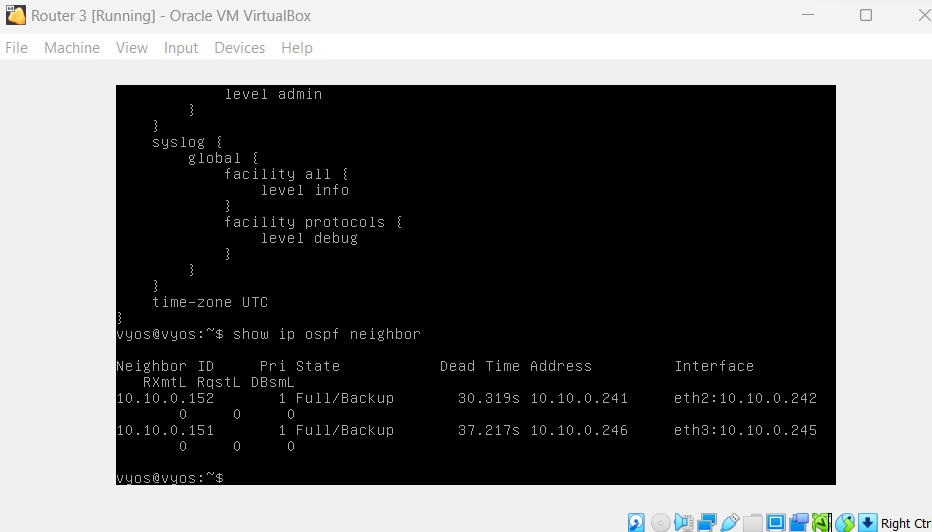 Router 3 [Running] - Oracle VM VirtualBox
File Machine View Input Devices Help
level admin
}
}
syslog {
global {
facility all {
level info
}
facility protocols {
level debug
}
}
}
time-zone UTC
}
vyos@vyos:~$ show ip ospf neighbor
Neighbor ID Pri State Dead Time Address Interface
RXmtL RqstL DBsmL
10.10.0.152 1 Full/Backup 30.319s 10.10.0.241 eth2:10.10.0.242
0 0 0
10.10.0.151 1 Full/Backup 37.217s 10.10.0.246 eth3:10.10.0.245
0 0 0
vyos@vyos:~$
Right Ctr